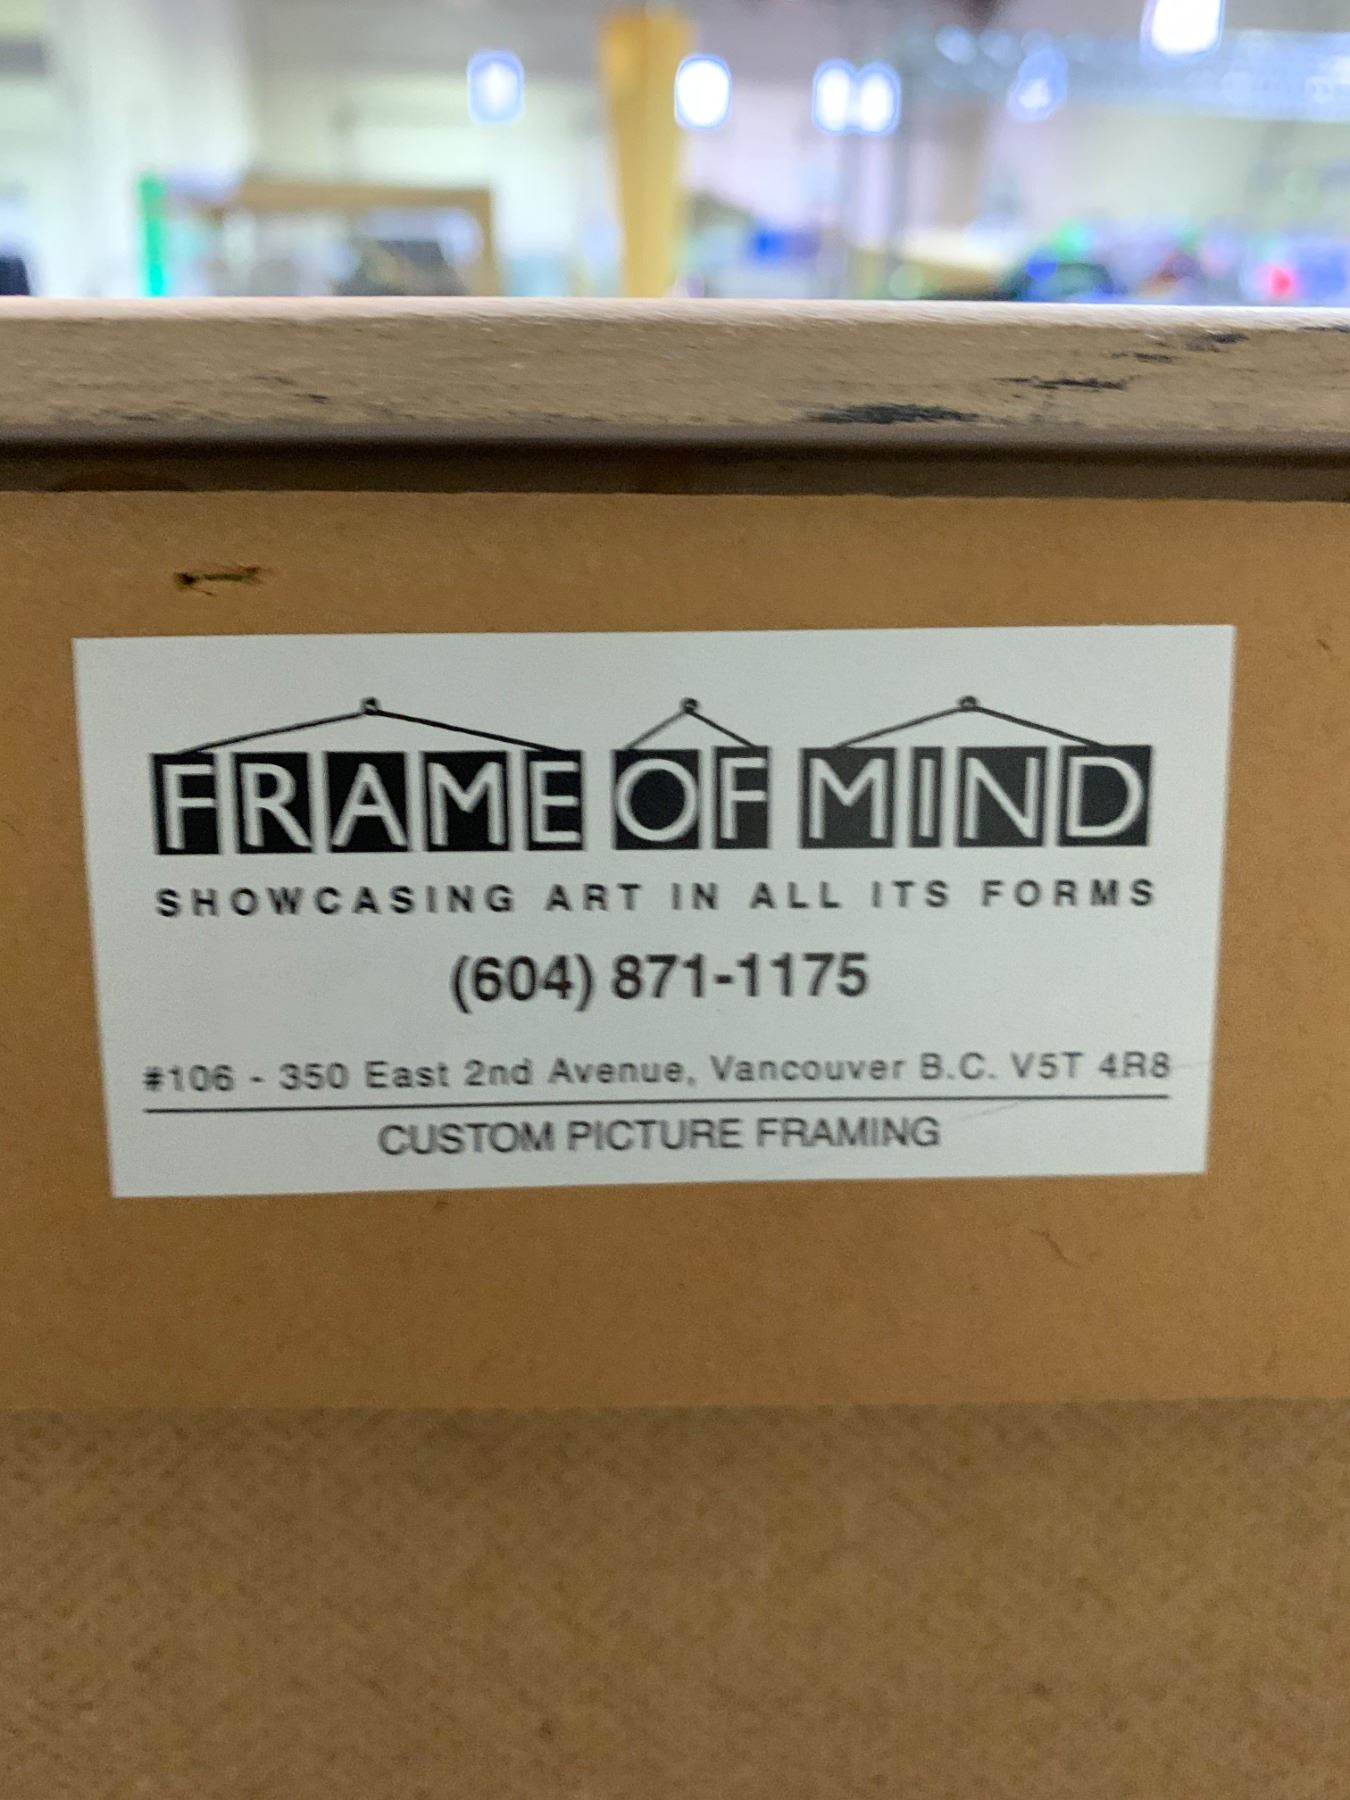 FRAME OF MIND
SHOWCASING ART IN ALL ITS FORMS
(604) 871-1175
#106 - 350 East 2nd Avenue, Vancouver B.C. V5T 4R8
CUSTOM PICTURE FRAMING